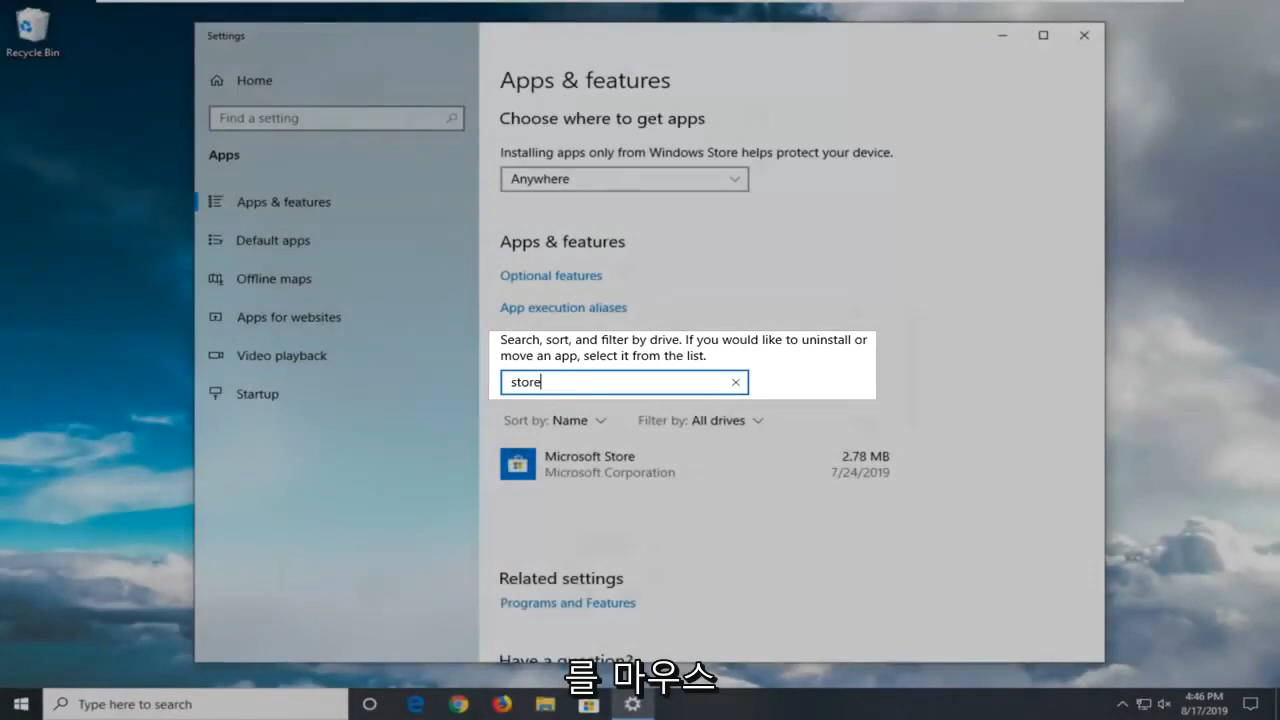 Recycle Bin
Settings
Home
Find a setting
Apps
Apps & features
Default apps
Offline maps
Apps for websites
Video playback
Startup
Apps & features
Choose where to get apps
Installing apps only from Windows Store helps protect your device.
Anywhere
Apps & features
Optional features
App execution aliases
Search, sort, and filter by drive. If you would like to uninstall or
move an app, select it from the list.
store
Sort by: Name Filter by: All drives
Microsoft Store 2.78 MB
Microsoft Corporation 7/24/2019
Related settings
Programs and Features
Have a question?
를 마우스
Type here to search
4:46 PM
8/17/2019